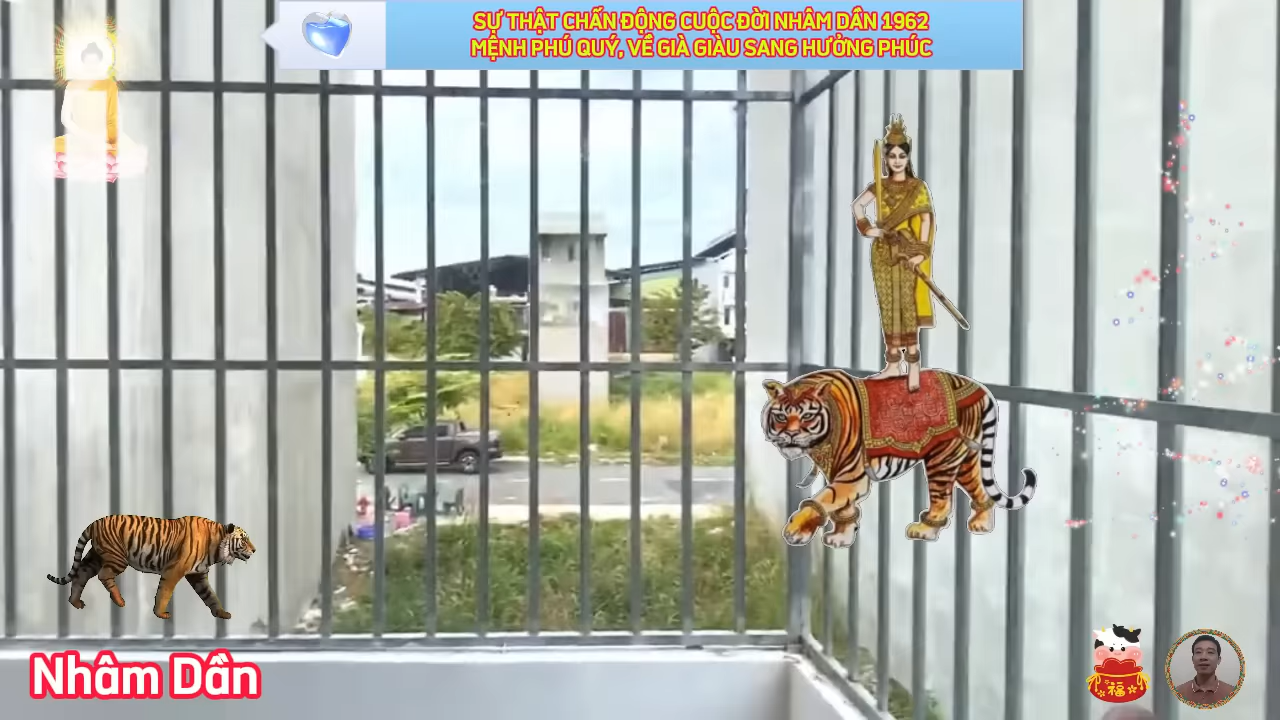 SỰ THẬT CHẤN ĐỘNG CUỘC ĐỜI NHÂM DẦN 1962
MỆNH PHÚ QUÝ, VỀ GIÀ GIÀU SANG HƯỞNG PHÚC
Nhâm Dần
福